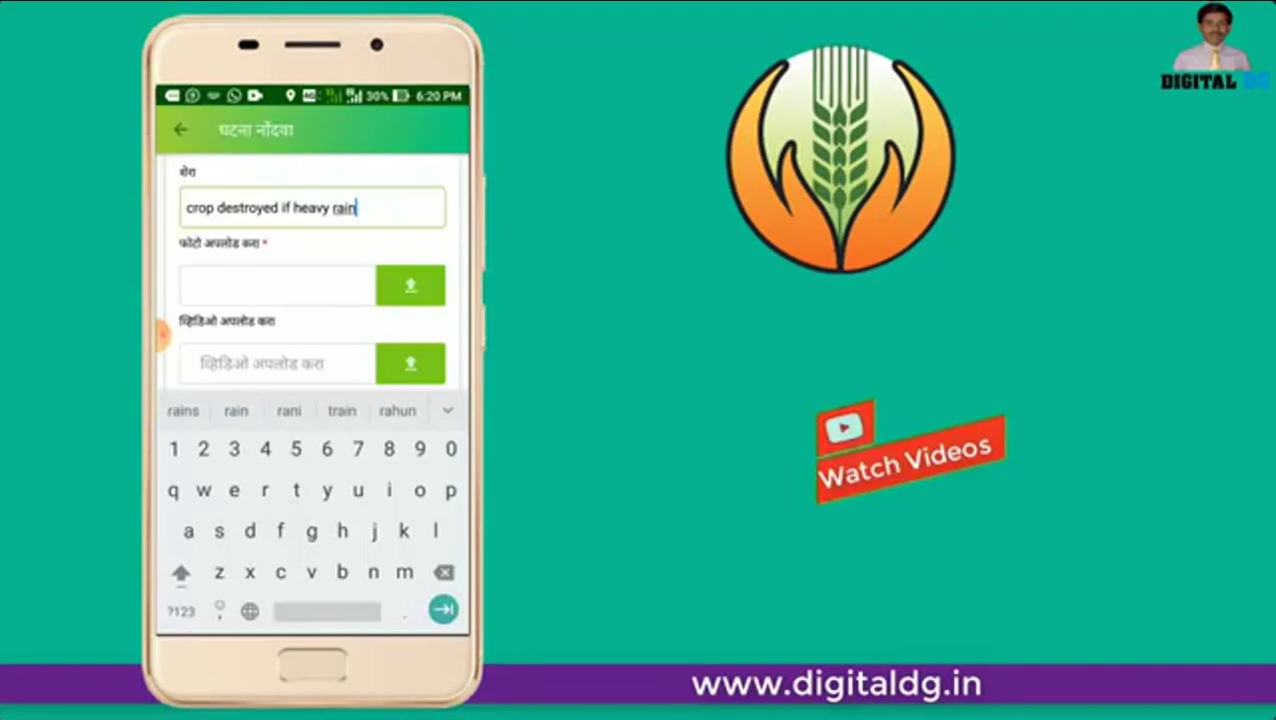 DIGITAL DG
30% 6:20 PM
घटना नोंदवा
शेरा
crop destroyed if heavy rain
फोटो अपलोड करा *
व्हिडिओ अपलोड करा
व्हिडिओ अपलोड करा
rains rain rani train rahun
1 2 3 4 5 6 7 8 9 0
q w e r t y u i o p
a s d f g h j k l
z x c v b n m
?123 , .
Watch Videos
www.digitaldg.in